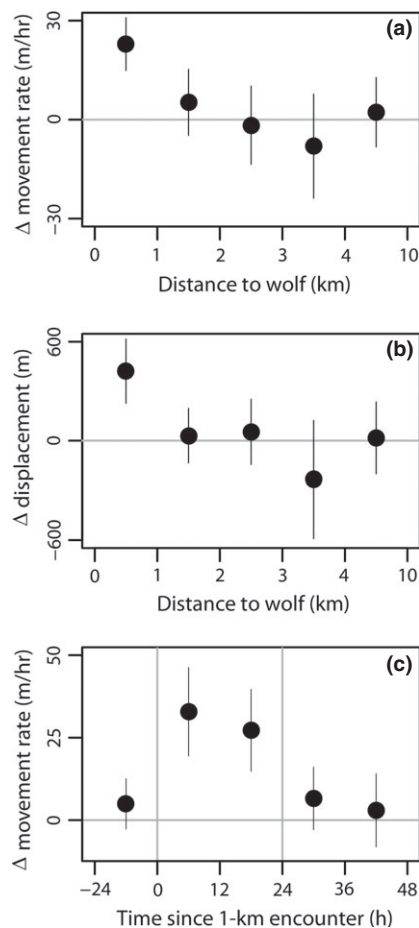 (a)
Δ movement rate (m/hr)
30
0
-30
0 1 2 3 4 10
Distance to wolf (km)
(b)
Δ displacement (m)
600
0
-600
0 1 2 3 4 10
Distance to wolf (km)
(c)
Δ movement rate (m/hr)
50
25
0
−24 0 12 24 36 48
Time since 1-km encounter (h)